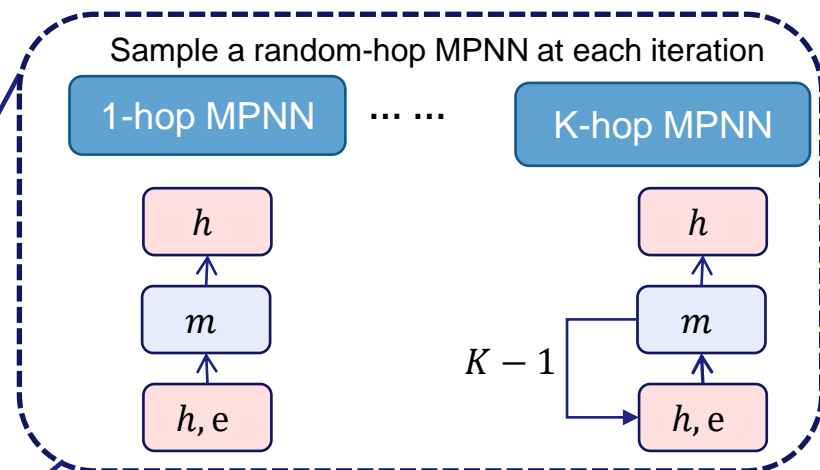 Sample a random-hop MPNN at each iteration
1-hop MPNN
... ...
K-hop MPNN
h
m
h, e
h
m
K − 1
h, e